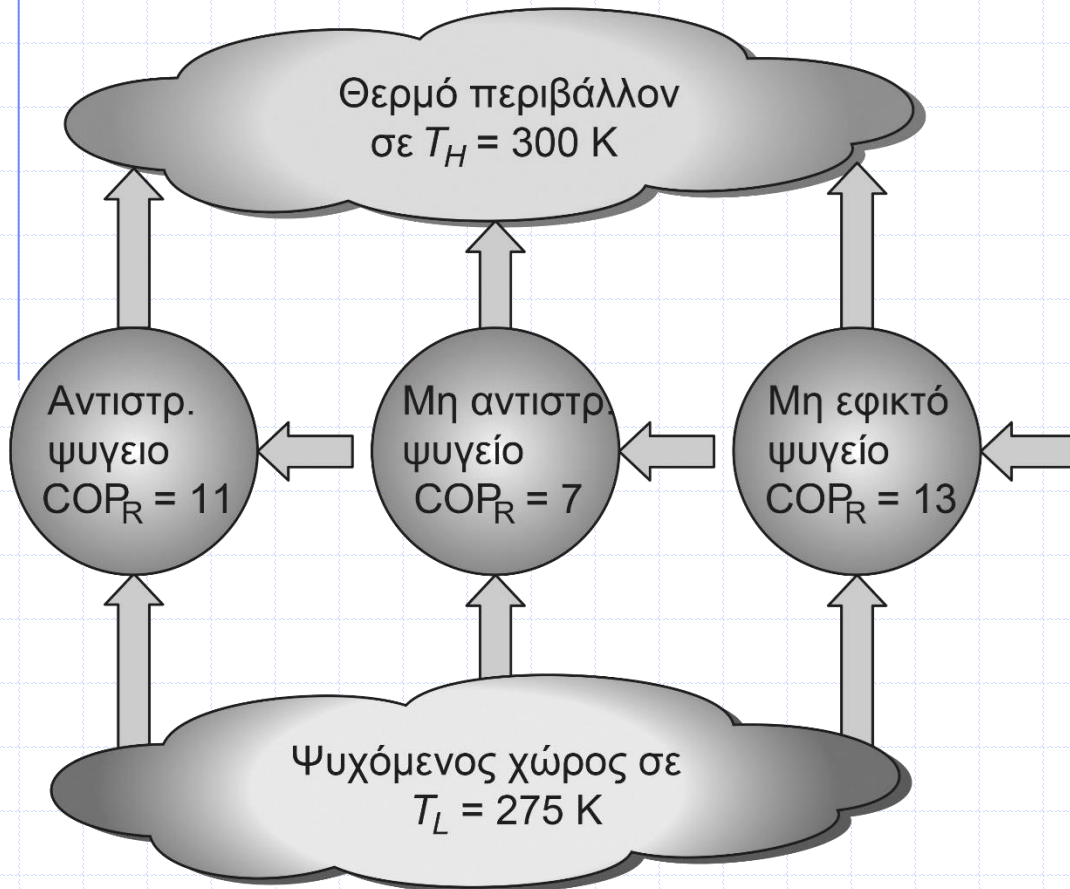 Θερμό περιβάλλον
σε T_H = 300 K
Αντιστρ.
ψυγειο
COP_R = 11
Μη αντιστρ.
ψυγείο
COP_R = 7
Μη εφικτό
ψυγείο
COP_R = 13
Ψυχόμενος χώρος σε
T_L = 275 K